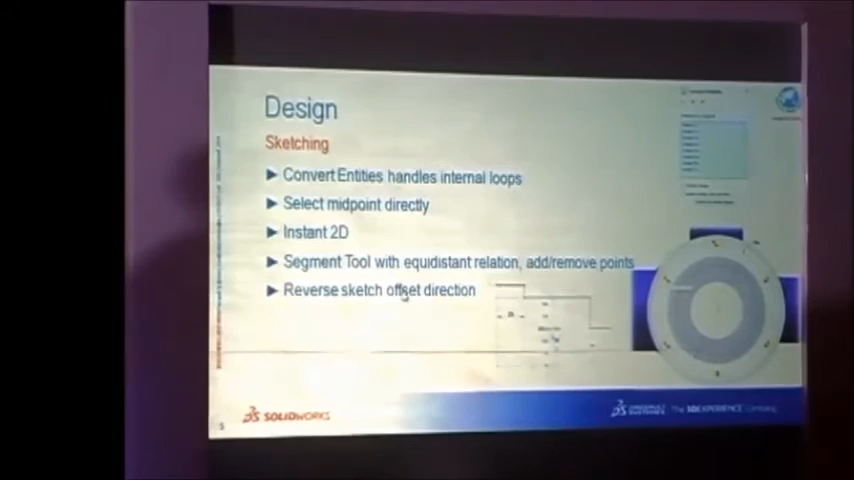 Design
Sketching
Convert Entities handles internal loops
Select midpoint directly
Instant 2D
Segment Tool with equidistant relation, add/remove points
Reverse sketch offset direction
SOLIDWORKS
DASSAULT SYSTEMES The 3DEXPERIENCE Company